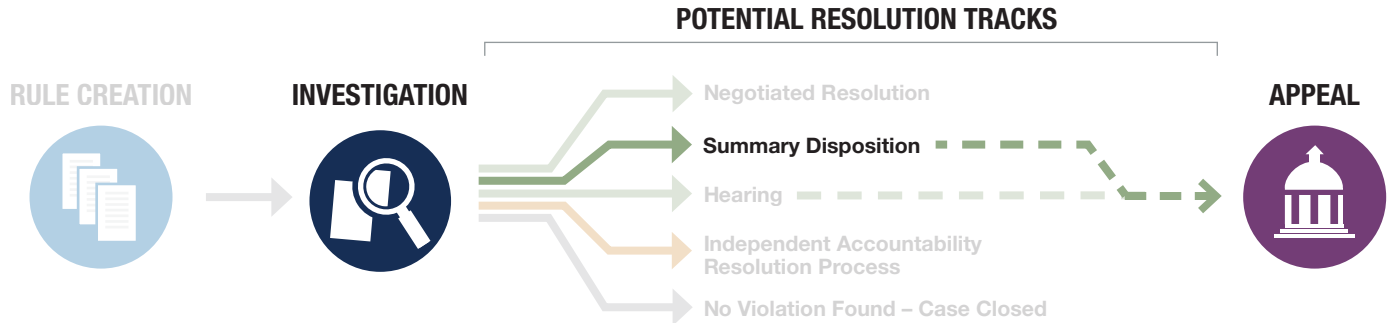 POTENTIAL RESOLUTION TRACKS
RULE CREATION
INVESTIGATION
APPEAL
Negotiated Resolution
Summary Disposition
Hearing
Independent Accountability
Resolution Process
No Violation Found – Case Closed